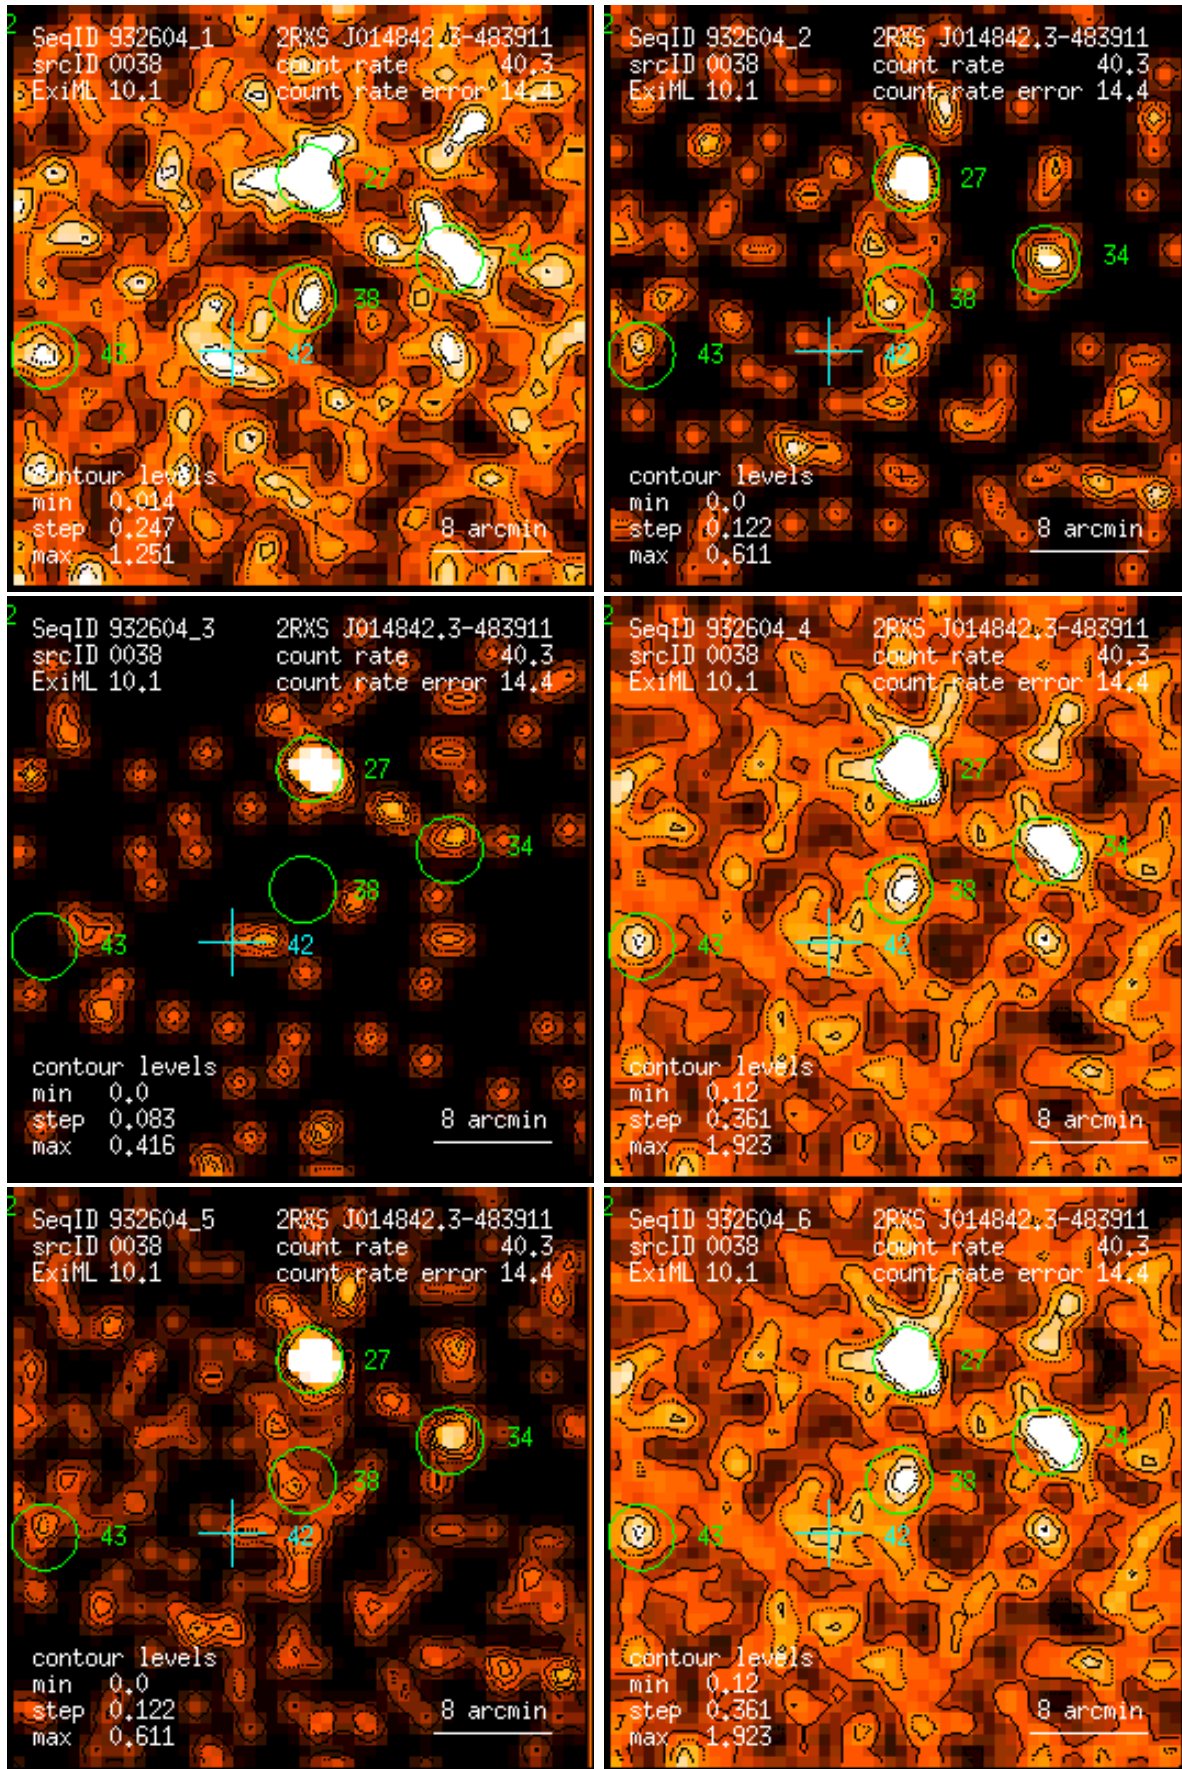 2
SeqID 932604_1 2RXS J014842.3-483911
srcID 0038 count rate 40.3
ExiML 10.1 count rate error 14.4
27
34
38
43
42
contour levels
min 0.014
step 0.247
max 1.251
8 arcmin
2
SeqID 932604_2 2RXS J014842.3-483911
srcID 0038 count rate 40.3
ExiML 10.1 count rate error 14.4
27
34
38
43
42
contour levels
min 0.0
step 0.122
max 0.611
8 arcmin
2
SeqID 932604_3 2RXS J014842.3-483911
srcID 0038 count rate 40.3
ExiML 10.1 count rate error 14.4
27
34
38
43
42
contour levels
min 0.0
step 0.083
max 0.416
8 arcmin
2
SeqID 932604_4 2RXS J014842.3-483911
srcID 0038 count rate 40.3
ExiML 10.1 count rate error 14.4
27
34
38
43
42
contour levels
min 0.12
step 0.361
max 1.923
8 arcmin
2
SeqID 932604_5 2RXS J014842.3-483911
srcID 0038 count rate 40.3
ExiML 10.1 count rate error 14.4
27
34
38
43
42
contour levels
min 0.0
step 0.122
max 0.611
8 arcmin
2
SeqID 932604_6 2RXS J014842.3-483911
srcID 0038 count rate 40.3
ExiML 10.1 count rate error 14.4
27
34
38
43
42
contour levels
min 0.12
step 0.361
max 1.923
8 arcmin